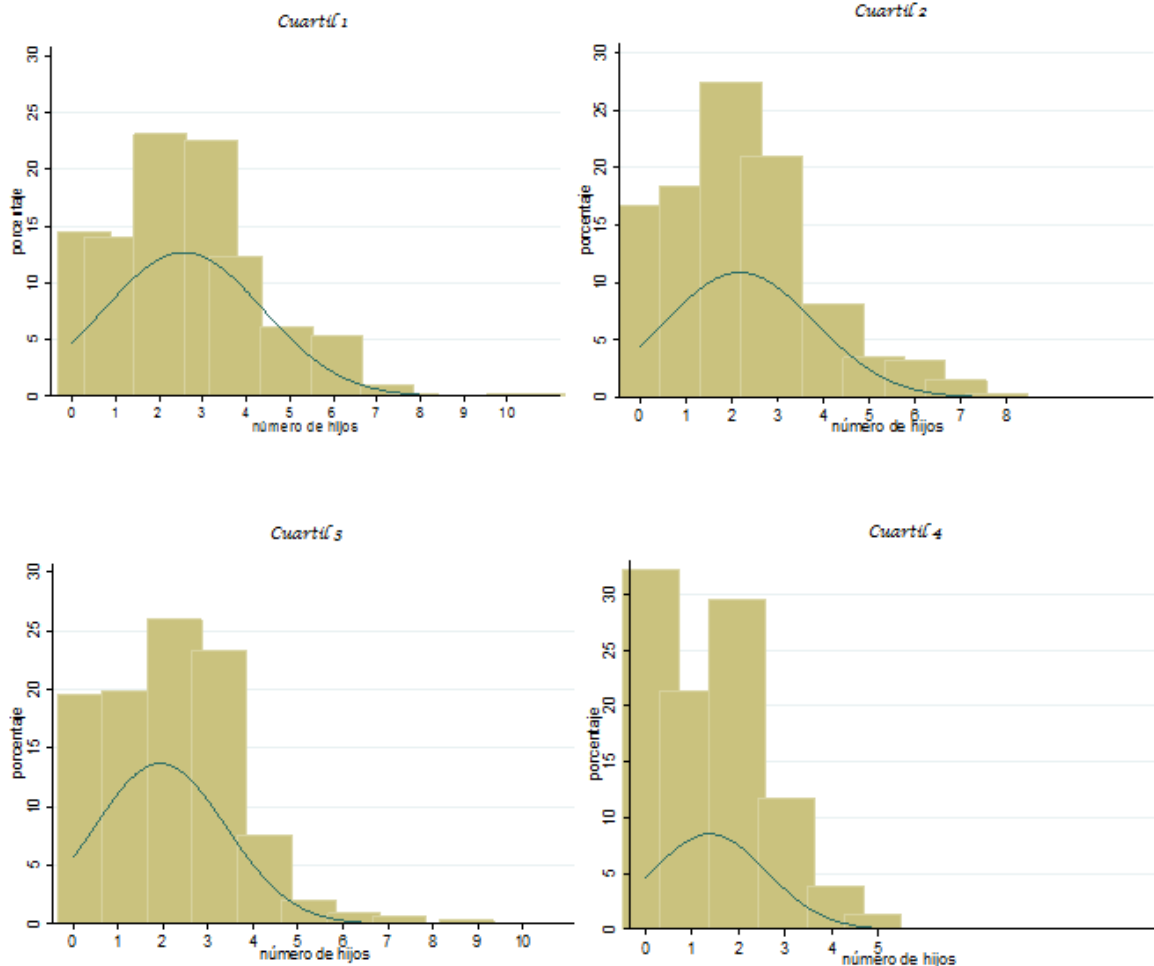 Cuartil 1
30
25
20
15
10
5
0
porcentaje
0 1 2 3 4 5 6 7 8 9 10
número de hijos
Cuartil 2
30
25
20
15
10
5
0
porcentaje
0 1 2 3 4 5 6 7 8
número de hijos
Cuartil 3
30
25
20
15
10
5
0
porcentaje
0 1 2 3 4 5 6 7 8 9 10
número de hijos
Cuartil 4
30
25
20
15
10
5
0
porcentaje
0 1 2 3 4 5
número de hijos